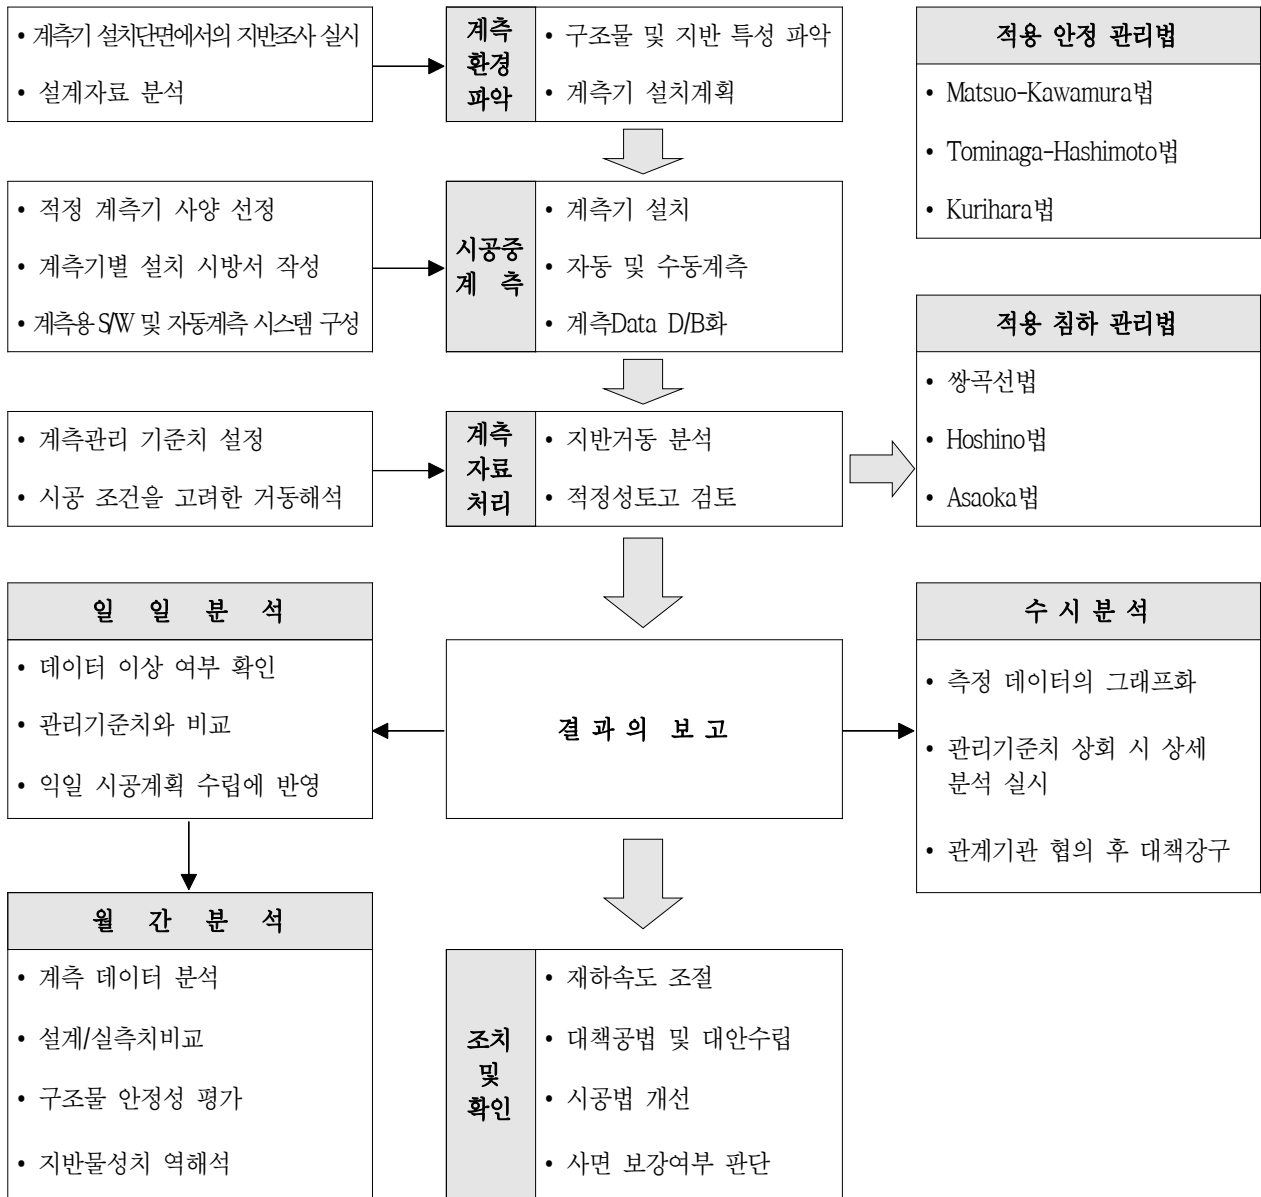 • 계측기 설치단면에서의 지반조사 실시
• 설계자료 분석
계측
환경
파악
• 구조물 및 지반 특성 파악
• 계측기 설치계획
적용 안정 관리법
• Matsuo-Kawamura법
• Tominaga-Hashimoto법
• Kurihara법
• 적정 계측기 사양 선정
• 계측기별 설치 시방서 작성
• 계측용 S/W 및 자동계측 시스템 구성
시공중
계 측
• 계측기 설치
• 자동 및 수동계측
• 계측Data D/B화
적용 침하 관리법
• 쌍곡선법
• Hoshino법
• Asaoka법
• 계측관리 기준치 설정
• 시공 조건을 고려한 거동해석
계측
자료
처리
• 지반거동 분석
• 적정성토고 검토
일 일 분 석
• 데이터 이상 여부 확인
• 관리기준치와 비교
• 익일 시공계획 수립에 반영
결 과 의 보 고
수 시 분 석
• 측정 데이터의 그래프화
• 관리기준치 상회 시 상세
분석 실시
• 관계기관 협의 후 대책강구
월 간 분 석
• 계측 데이터 분석
• 설계/실측치비교
• 구조물 안정성 평가
• 지반물성치 역해석
조치
및
확인
• 재하속도 조절
• 대책공법 및 대안수립
• 시공법 개선
• 사면 보강여부 판단